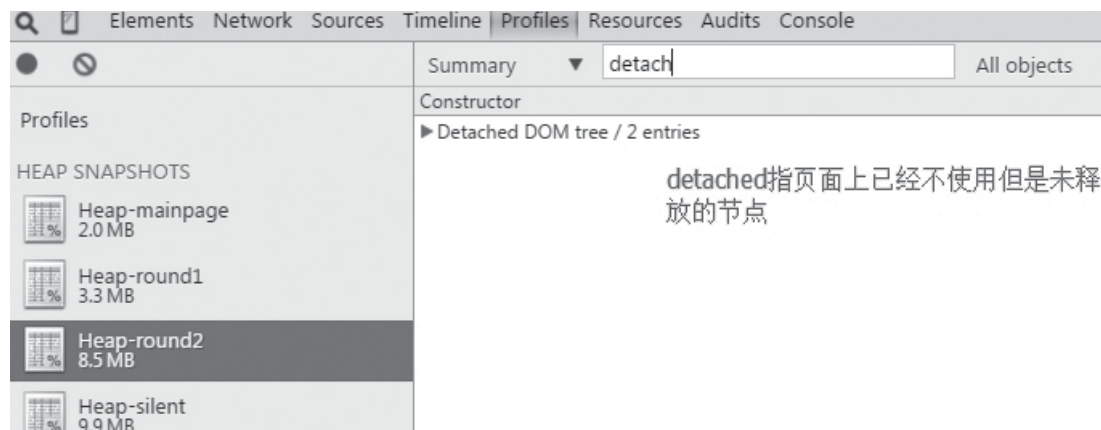 Elements Network Sources Timeline Profiles Resources Audits Console
Summary ▼ detach All objects
Profiles
Constructor
▶ Detached DOM tree / 2 entries
HEAP SNAPSHOTS
Heap-mainpage
2.0 MB
Heap-round1
3.3 MB
Heap-round2
8.5 MB
Heap-silent
9.9 MB
detached指页面上已经不使用但是未释
放的节点